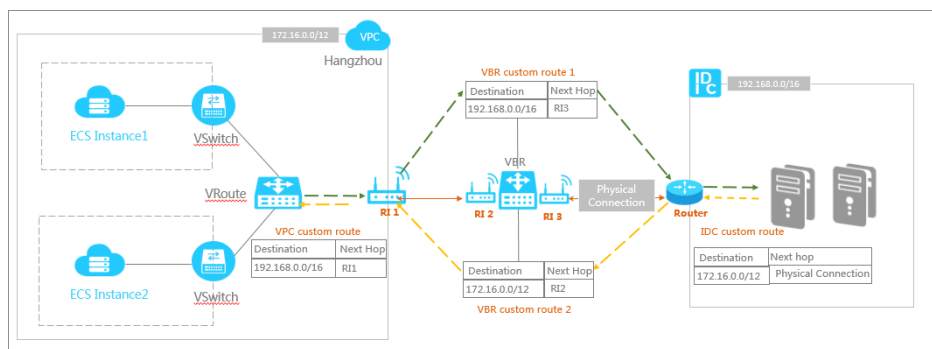 172.16.0.0/12
VPC
Hangzhou
ECS Instance1
VSwitch
VRoute
ECS Instance2
VSwitch
RI 1
VPC custom route
Destination Next Hop
192.168.0.0/16 RI1
VBR custom route 1
Destination Next Hop
192.168.0.0/16 RI3
VBR
RI 2
RI 3
Physical
Connection
Destination Next Hop
172.16.0.0/12 RI2
VBR custom route 2
IDC
192.168.0.0/16
Router
IDC custom route
Destination Next hop
172.16.0.0/12 Physical Connection